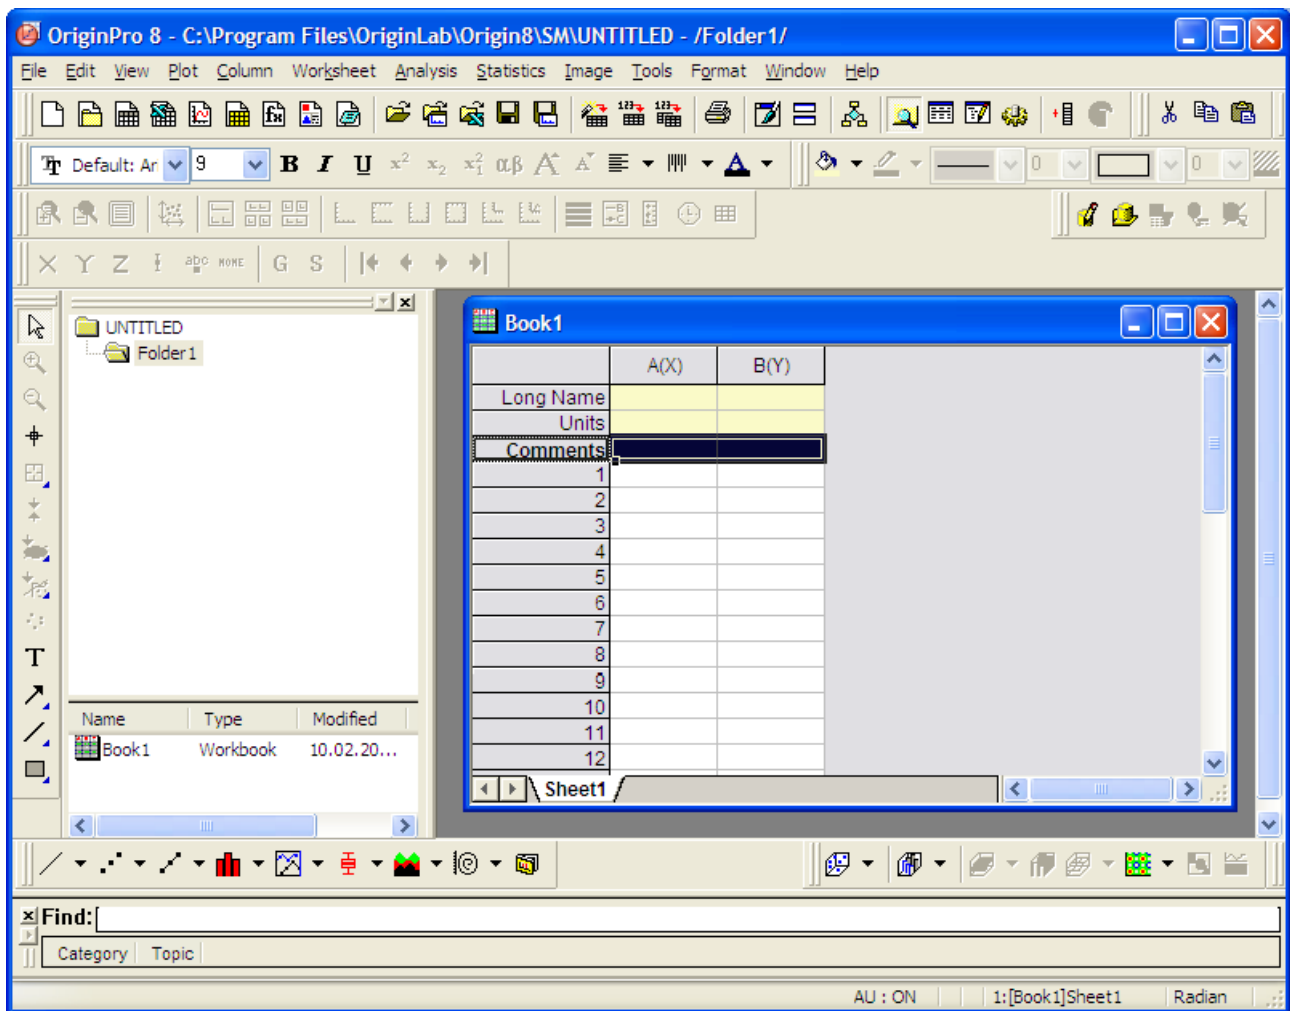 OriginPro 8 - C:\Program Files\OriginLab\Origin8\SM\UNTITLED - /Folder1/
File Edit View Plot Column Worksheet Analysis Statistics Image Tools Format Window Help
Default: Ar 9 B I U x² x₂ αβ A A A 0 0
X Y Z abc NONE G S
UNTITLED
Folder1
Book1
A(X) B(Y)
Long Name
Units
Comments
1
2
3
4
5
6
7
8
9
10
11
12
Sheet1
T
Name Type Modified
Book1 Workbook 10.02.20...
Find:
Category Topic
AU : ON 1:[Book1]Sheet1 Radian